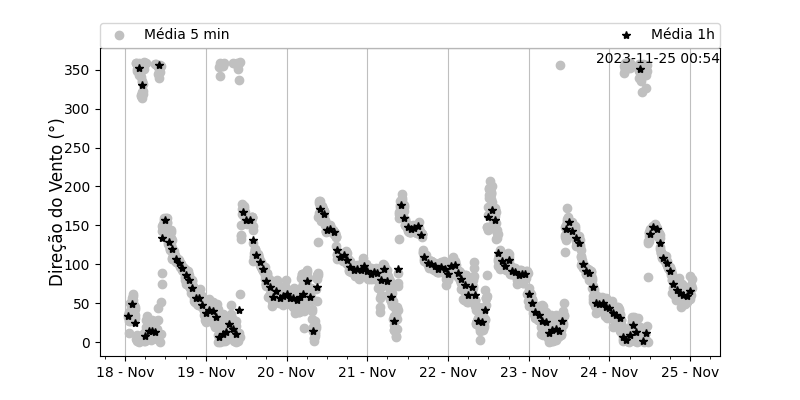 Média 5 min
Média 1h
2023-11-25 00:54
Direção do Vento (°)
350
300
250
200
150
100
50
0
18 - Nov
19 - Nov
20 - Nov
21 - Nov
22 - Nov
23 - Nov
24 - Nov
25 - Nov